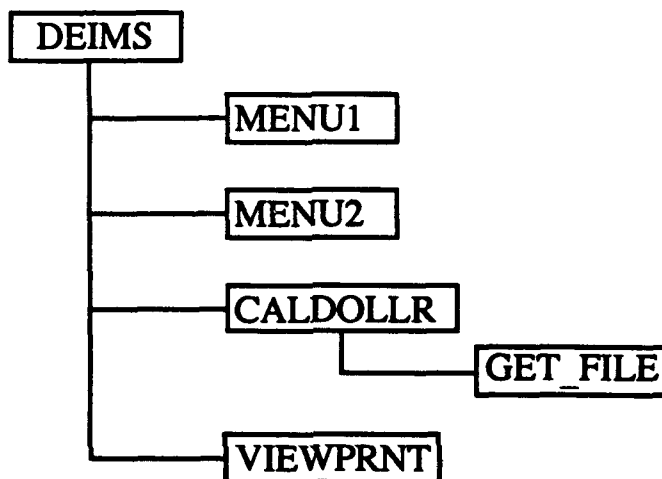 DEIMS
MENU1
MENU2
CALDOLLR
GET_FILE
VIEWPRNT